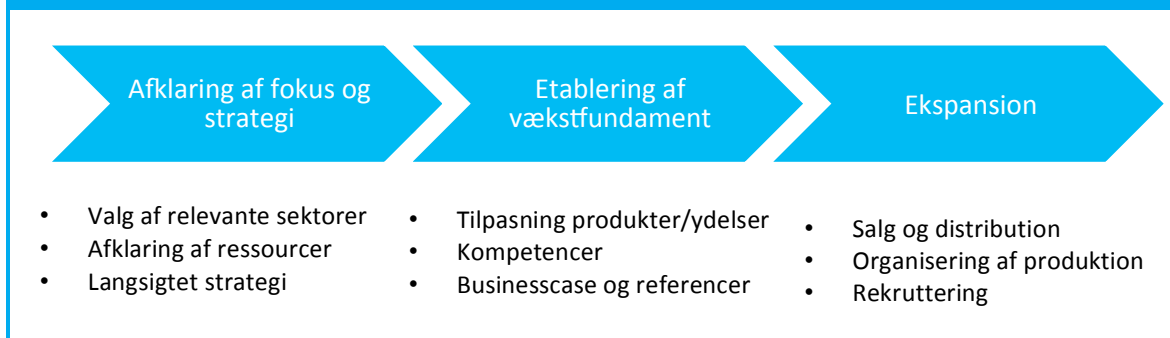 Afklaring af fokus og
strategi
Etablering af
vækstfundament
Ekspansion
• Valg af relevante sektorer
• Afklaring af ressourcer
• Langsigtet strategi
• Tilpasning produkter/ydelser
• Kompetencer
• Businesscase og referencer
• Salg og distribution
• Organisering af produktion
• Rekruttering